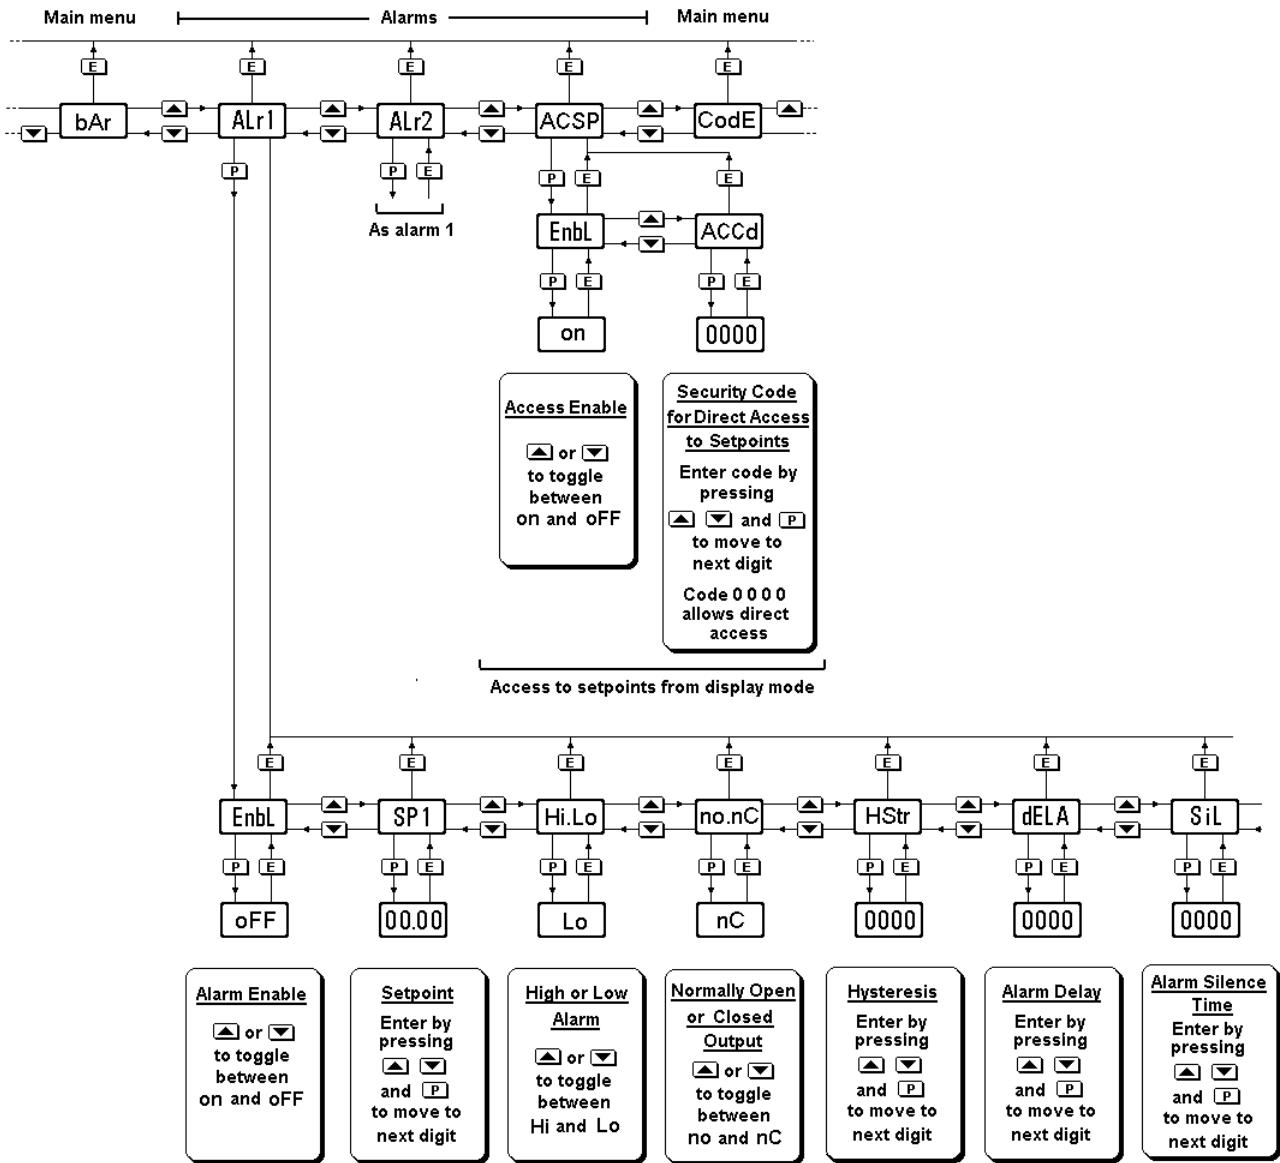 Main menu Alarms Main menu
E E E E E
bAr ALr1 ALr2 ACSP CodE
P P E P E E
As alarm 1
EnbL ACCd
P E P E
on 0000
Access Enable
or
to toggle
between
on and oFF
Security Code
for Direct Access
to Setpoints
Enter code by
pressing
and P
to move to
next digit
Code 0 0 0 0
allows direct
access
Access to setpoints from display mode
E E E E E E E
EnbL SP1 Hi.Lo no.nC HStr dELA SiL
P E P E P E P E P E P E P E
oFF 00.00 Lo nC 0000 0000 0000
Alarm Enable
or
to toggle
between
on and oFF
Setpoint
Enter by
pressing
and P
to move to
next digit
High or Low
Alarm
or
to toggle
between
Hi and Lo
Normally Open
or Closed
Output
or
to toggle
between
no and nC
Hysteresis
Enter by
pressing
and P
to move to
next digit
Alarm Delay
Enter by
pressing
and P
to move to
next digit
Alarm Silence
Time
Enter by
pressing
and P
to move to
next digit